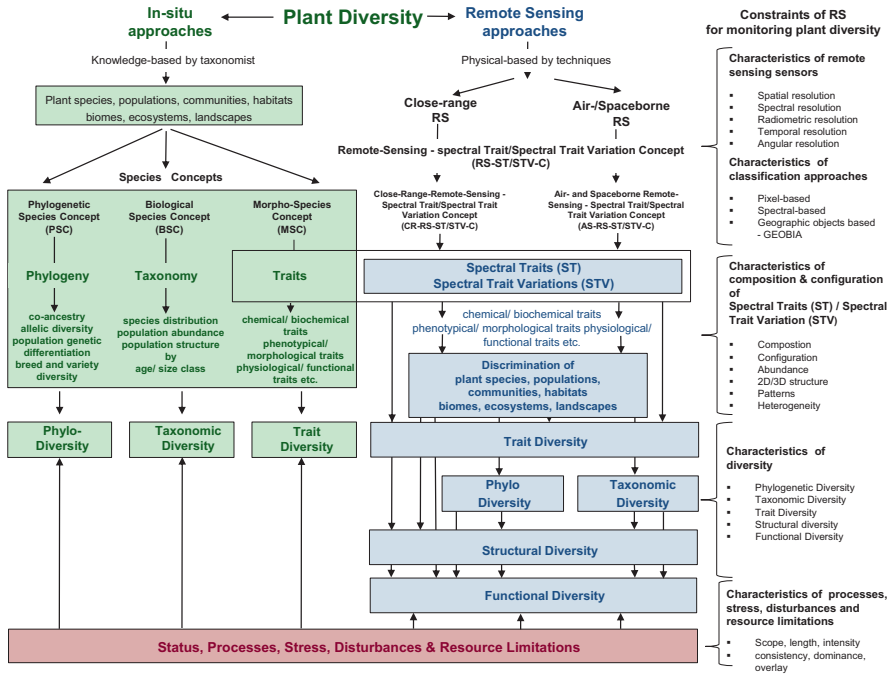 In-situ
approaches
Plant Diversity
Remote Sensing
approaches
Knowledge-based by taxonomist
Physical-based by techniques
Plant species, populations, communities, habitats
biomes, ecosystems, landscapes
Close-range
RS
Air-/Spaceborne
RS
Remote-Sensing - spectral Trait/Spectral Trait Variation Concept
(RS-ST/STV-C)
Species Concepts
Phylogenetic
Species Concept
(PSC)
Biological
Species Concept
(BSC)
Morpho-Species
Concept
(MSC)
Close-Range-Remote-Sensing -
Spectral Trait/Spectral Trait
Variation Concept
(CR-RS-ST/STV-C)
Air- and Spaceborne Remote-
Sensing - Spectral Trait/Spectral
Trait Variation Concept
(AS-RS-ST/STV-C)
Phylogeny
Taxonomy
Traits
Spectral Traits (ST)
Spectral Trait Variations (STV)
co-ancestry
allelic diversity
population genetic
differentiation
breed and variety
diversity
species distribution
population abundance
population structure
by
age/ size class
chemical/ biochemical
traits
phenotypical/
morphological traits
physiological/ functional
traits etc.
chemical/ biochemical traits
phenotypical/ morphological traits physiological/
functional traits etc.
Discrimination of
plant species, populations,
communities, habitats
biomes, ecosystems, landscapes
Phylo-
Diversity
Taxonomic
Diversity
Trait
Diversity
Trait Diversity
Phylo
Diversity
Taxonomic
Diversity
Structural Diversity
Functional Diversity
Status, Processes, Stress, Disturbances & Resource Limitations
Constraints of RS
for monitoring plant diversity
Characteristics of remote
sensing sensors
▪ Spatial resolution
▪ Spectral resolution
▪ Radiometric resolution
▪ Temporal resolution
▪ Angular resolution
Characteristics of
classification approaches
▪ Pixel-based
▪ Spectral-based
▪ Geographic objects based
- GEOBIA
Characteristics of
composition & configuration
of
Spectral Traits (ST) / Spectral
Trait Variation (STV)
▪ Compostion
▪ Configuration
▪ Abundance
▪ 2D/3D structure
▪ Patterns
▪ Heterogeneity
Characteristics of
diversity
▪ Phylogenetic Diversity
▪ Taxonomic Diversity
▪ Trait Diversity
▪ Structural diversity
▪ Functional Diversity
Characteristics of processes,
stress, disturbances and
resource limitations
▪ Scope, length, intensity
▪ consistency, dominance,
overlay